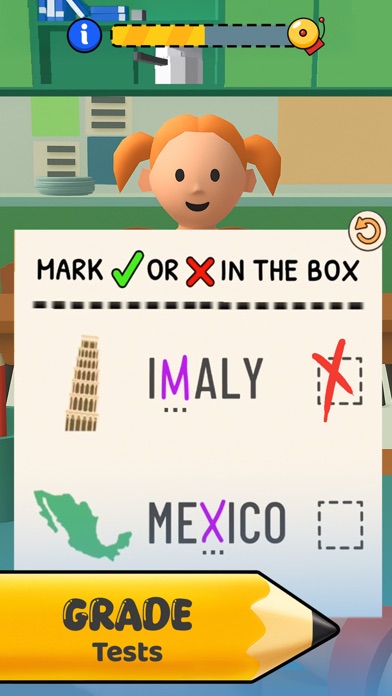 i
MARK ✓ OR ✗ IN THE BOX
IMALY
MEXICO
GRADE
Tests